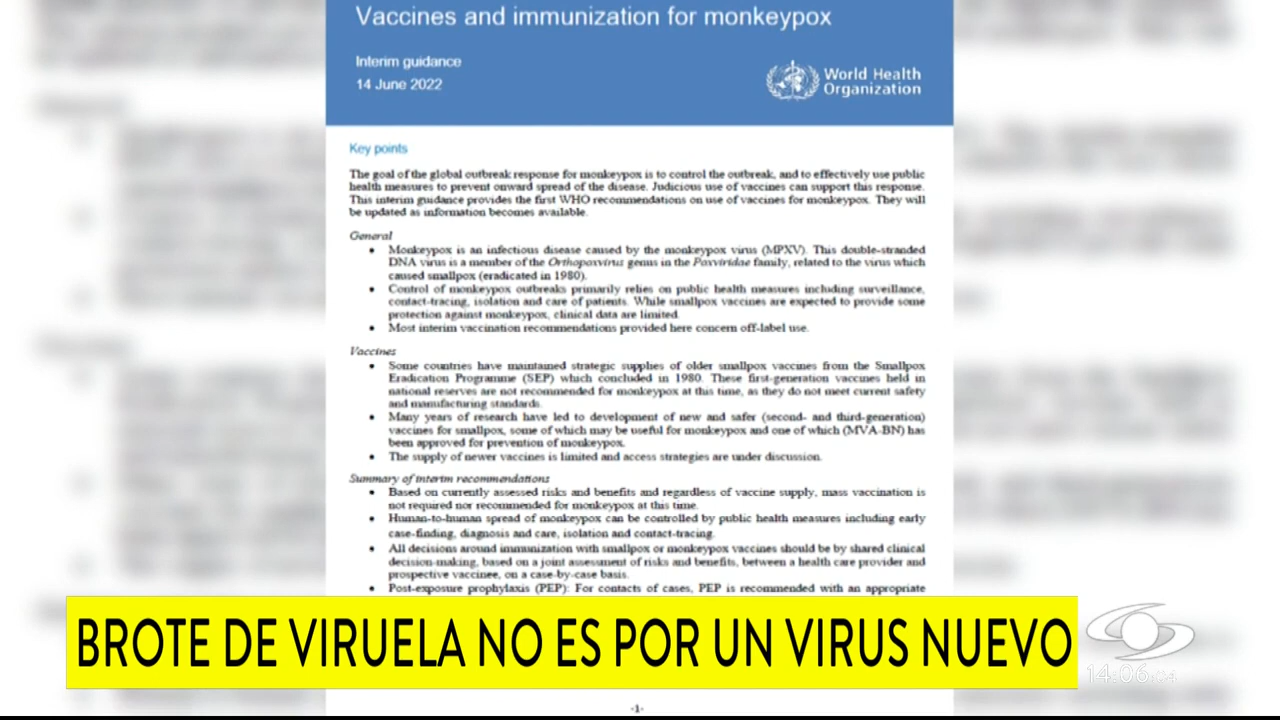 Vaccines and immunization for monkeypox
Interim guidance
14 June 2022
World Health
Organization
Key points
The goal of the global outbreak response for monkeypox is to control the outbreak, and to effectively use public
health measures to prevent onward spread of the disease. Judicious use of vaccines can support this response.
This interim guidance provides the first WHO recommendations on use of vaccines for monkeypox. They will
be updated as information becomes available.
General
• Monkeypox is an infectious disease caused by the monkeypox virus (MPXV). This double-stranded
DNA virus is a member of the Orthopoxvirus genus in the Poxviridae family, related to the virus which
caused smallpox (eradicated in 1980).
• Control of monkeypox outbreaks primarily relies on public health measures including surveillance,
contact-tracing, isolation and care of patients. While smallpox vaccines are expected to provide some
protection against monkeypox, clinical data are limited.
• Most interim vaccination recommendations provided here concern off-label use.
Vaccines
• Some countries have maintained strategic supplies of older smallpox vaccines from the Smallpox
Eradication Programme (SEP) which concluded in 1980. These first-generation vaccines held in
national reserves are not recommended for monkeypox at this time, as they do not meet current safety
and manufacturing standards.
• Many years of research have led to development of new and safer (second- and third-generation)
vaccines for smallpox, some of which may be useful for monkeypox and one of which (MVA-BN) has
been approved for prevention of monkeypox.
• The supply of newer vaccines is limited and access strategies are under discussion.
Summary of interim recommendations
• Based on currently assessed risks and benefits and regardless of vaccine supply, mass vaccination is
not required nor recommended for monkeypox at this time.
• Human-to-human spread of monkeypox can be controlled by public health measures including early
case-finding, diagnosis and care, isolation and contact-tracing.
• All decisions around immunization with smallpox or monkeypox vaccines should be by shared clinical
decision-making, based on a joint assessment of risks and benefits, between a health care provider and
prospective vaccinee, on a case-by-case basis.
• Post-exposure prophylaxis (PEP): For contacts of cases, PEP is recommended with an appropriate
BROTE DE VIRUELA NO ES POR UN VIRUS NUEVO
14:06:04
-1-